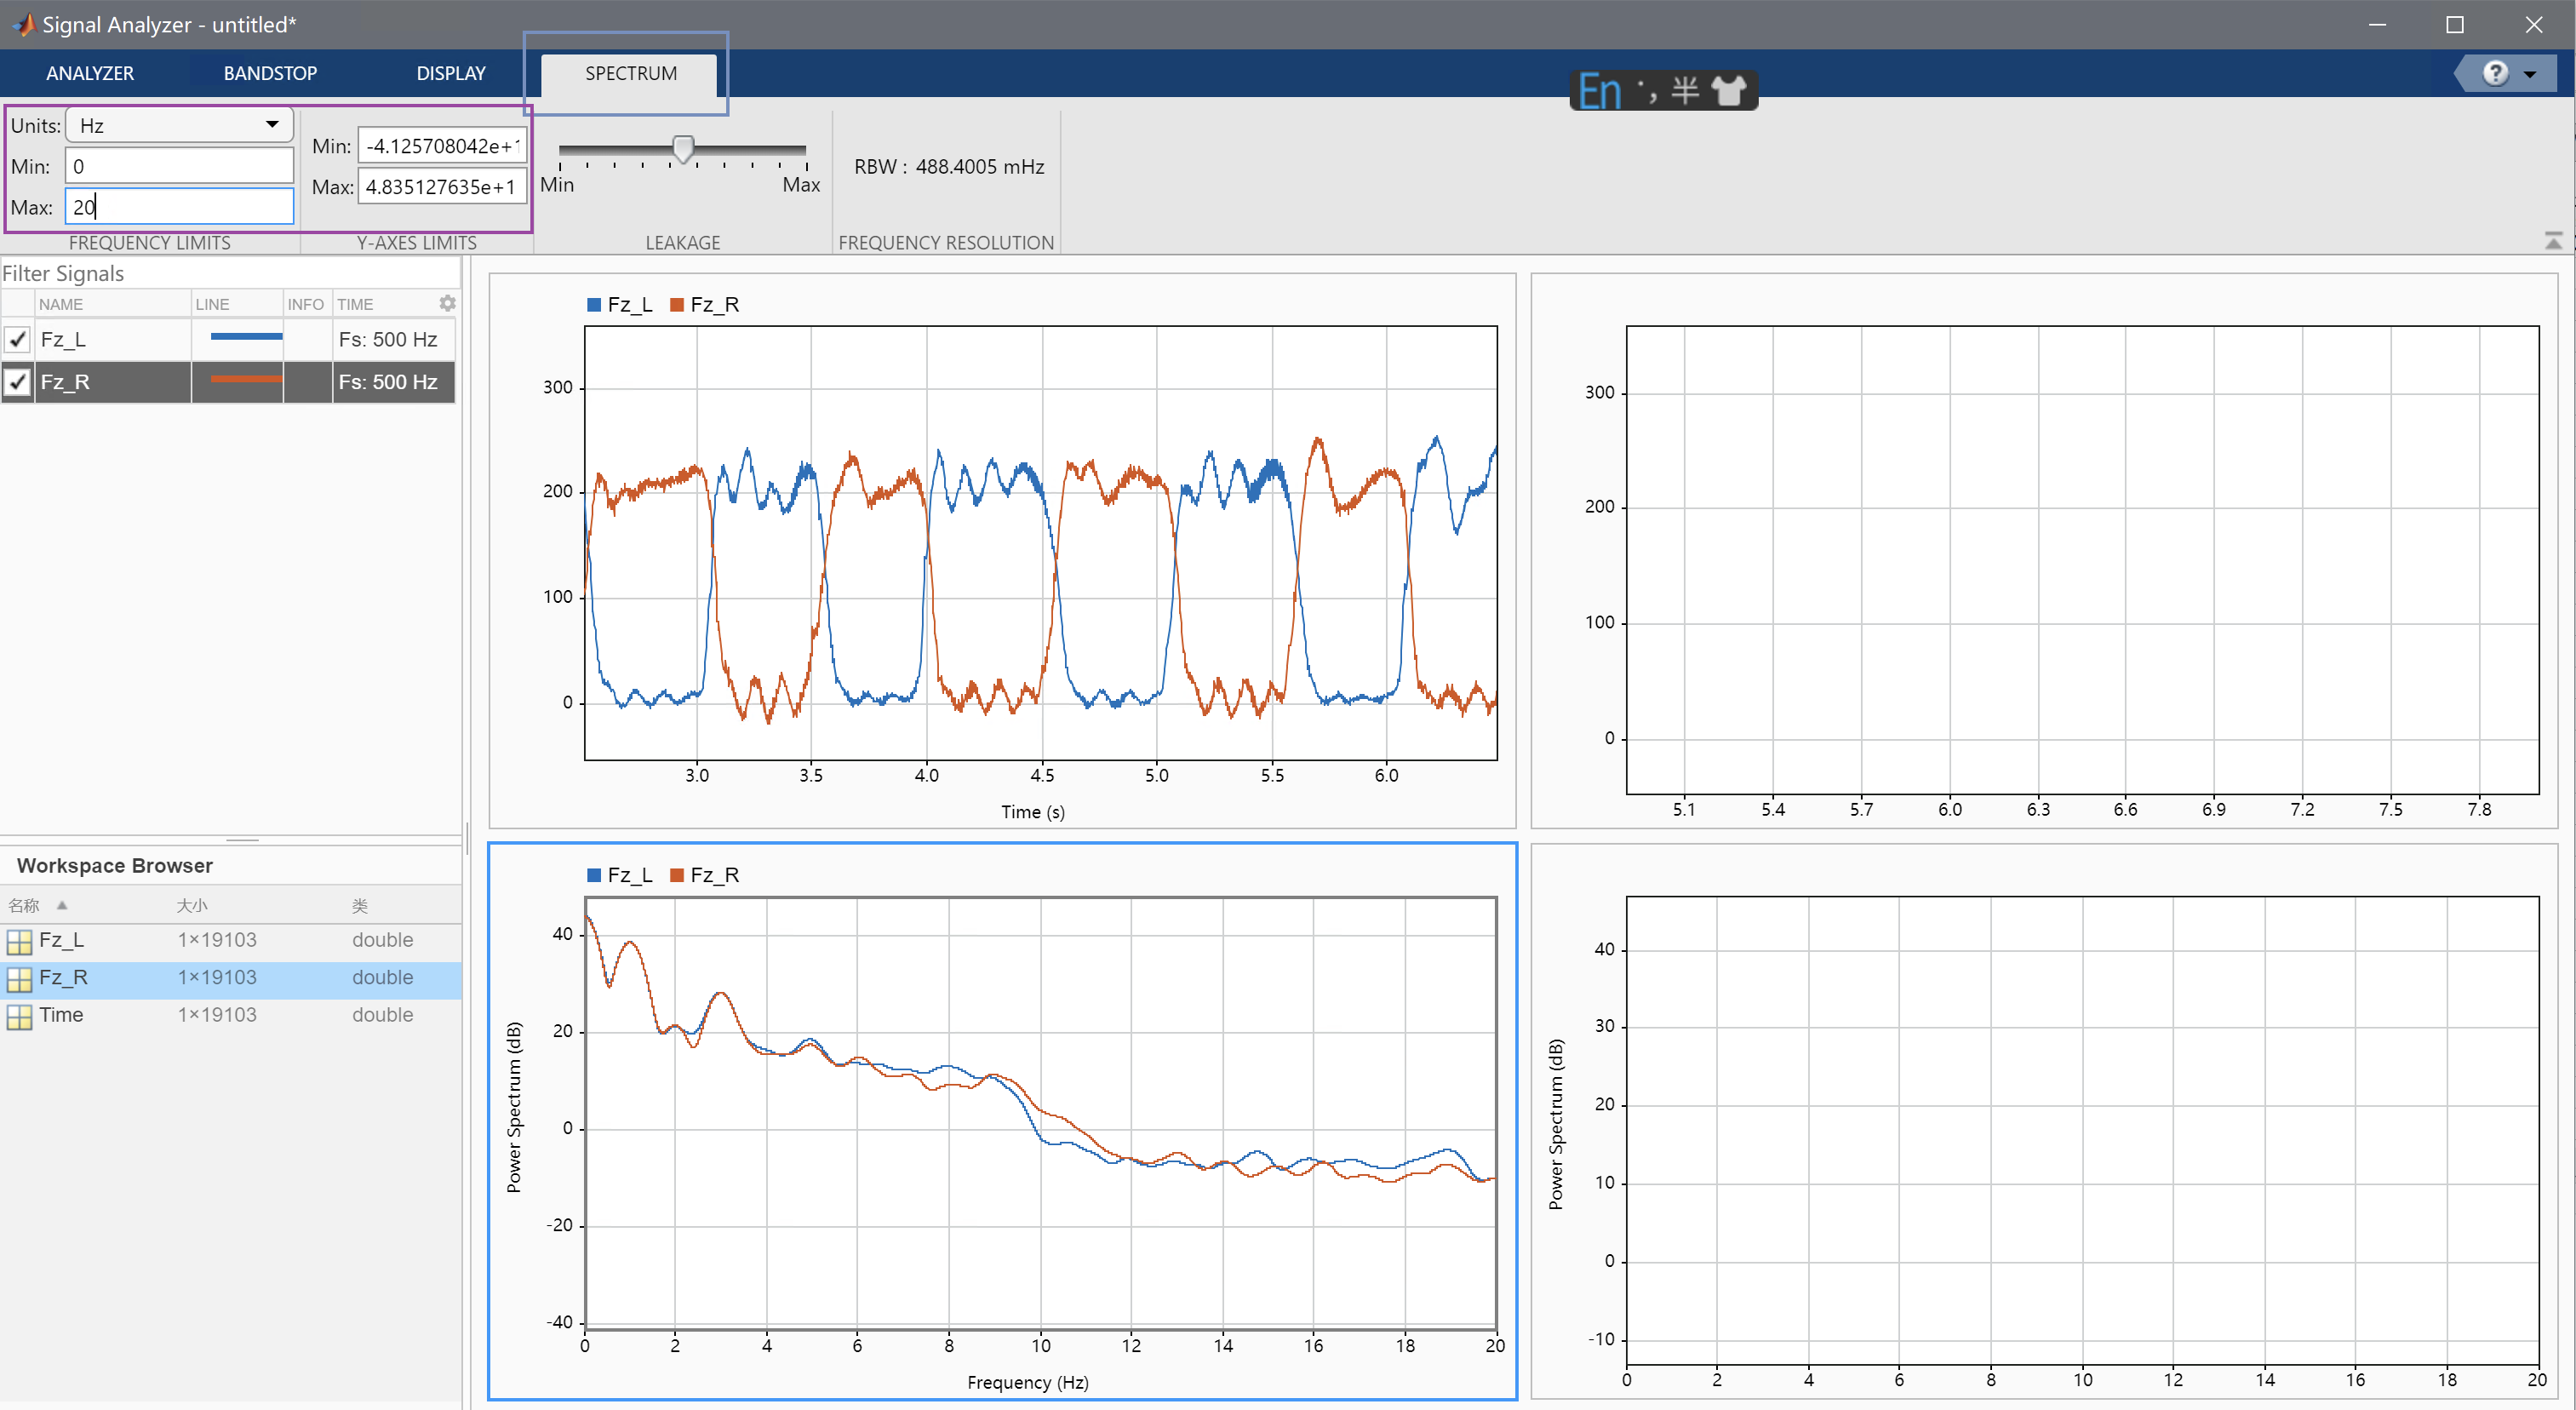 Signal Analyzer - untitled*
ANALYZER BANDSTOP DISPLAY SPECTRUM
En ·, 半
?
Units: Hz
Min: 0
Max: 20
FREQUENCY LIMITS
Min: -4.125708042e+1
Max: 4.835127635e+1
Y-AXES LIMITS
Min Max
LEAKAGE
RBW : 488.4005 mHz
FREQUENCY RESOLUTION
Filter Signals
NAME LINE INFO TIME
Fz_L Fs: 500 Hz
Fz_R Fs: 500 Hz
Workspace Browser
名称 大小 类
Fz_L 1×19103 double
Fz_R 1×19103 double
Time 1×19103 double
Fz_L Fz_R
300
200
100
0
3.0 3.5 4.0 4.5 5.0 5.5 6.0
Time (s)
300
200
100
0
5.1 5.4 5.7 6.0 6.3 6.6 6.9 7.2 7.5 7.8
Fz_L Fz_R
Power Spectrum (dB)
40
20
0
-20
-40
0 2 4 6 8 10 12 14 16 18 20
Frequency (Hz)
Power Spectrum (dB)
40
30
20
10
0
-10
0 2 4 6 8 10 12 14 16 18 20